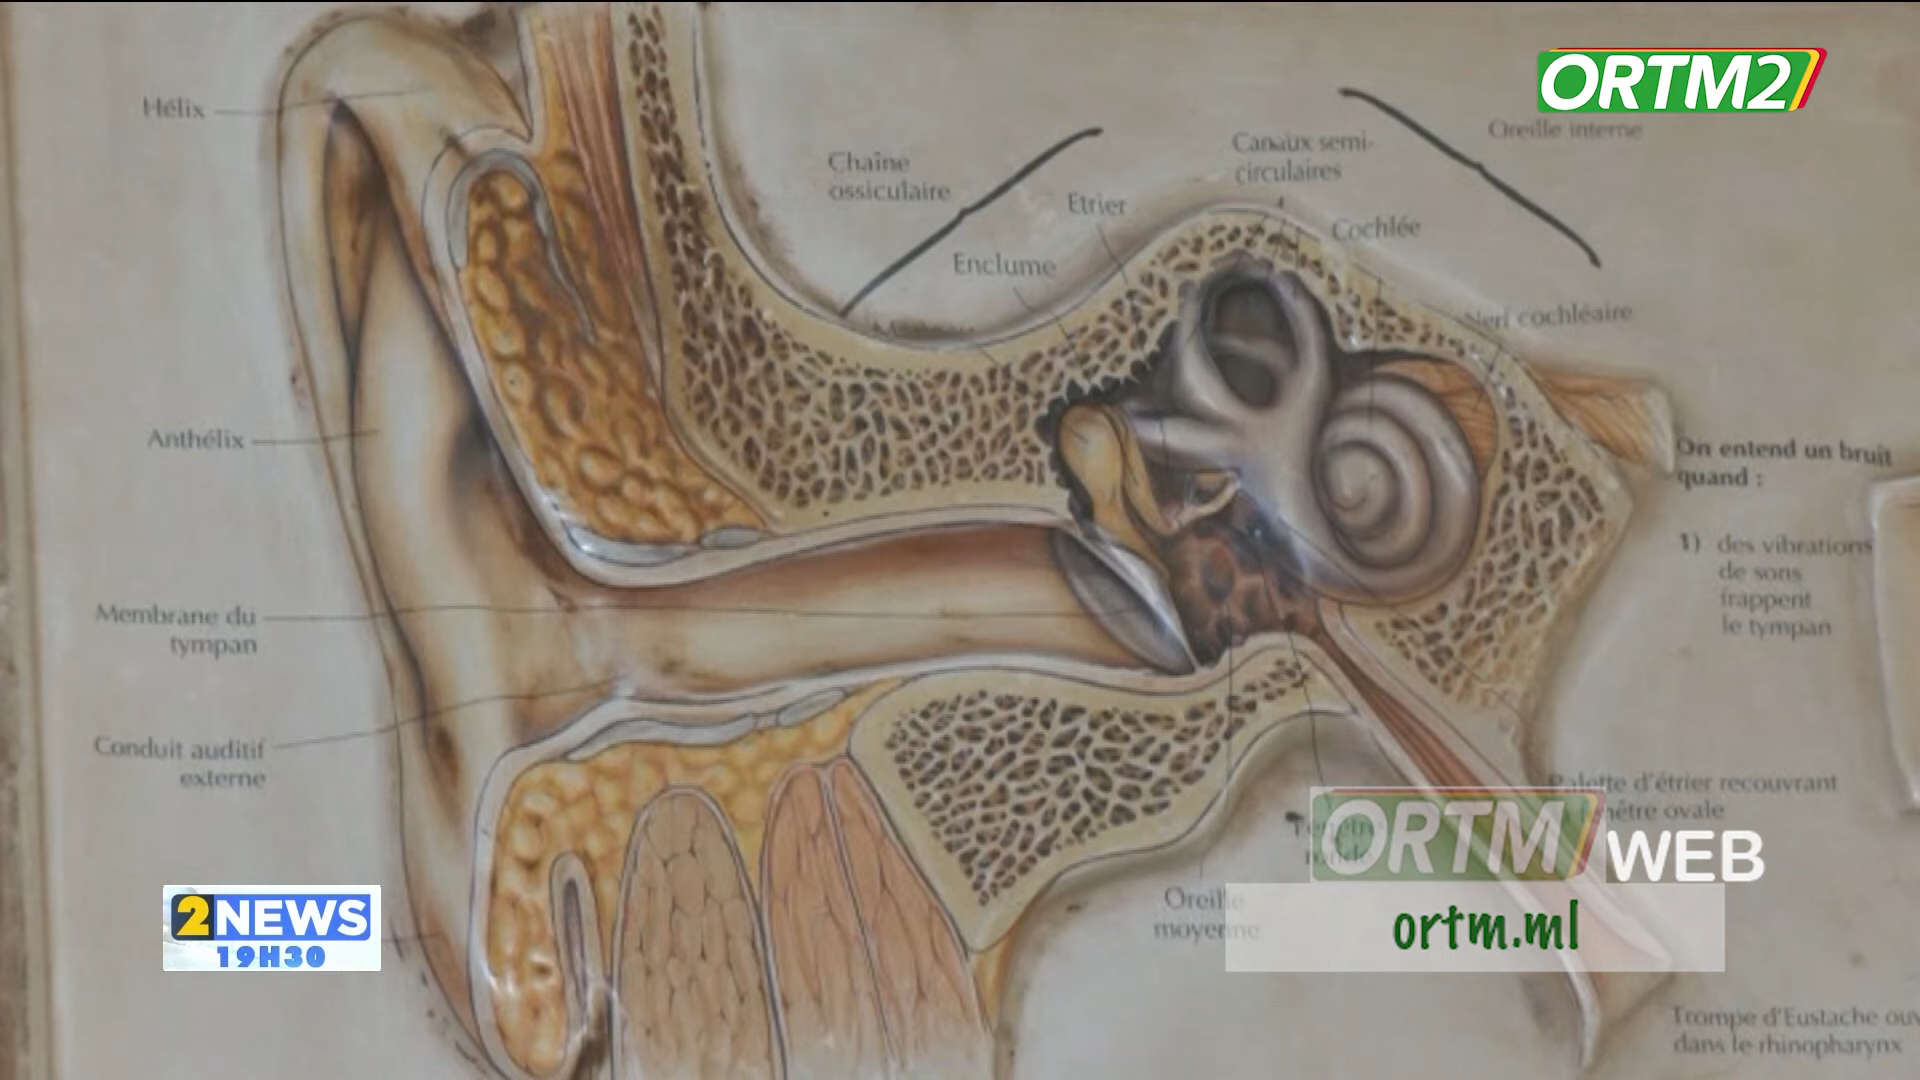 ORTM2
Hélix
Oreille interne
Canaux semi-
circulaires
Chaîne
ossiculaire
Etrier
Cochlée
Enclume
Nerf cochléaire
Anthélix
On entend un bruit
quand :
1) des vibrations
de sons
frappent
le tympan
Membrane du
tympan
Conduit auditif
externe
Palette d'étrier recouvrant
fenêtre ovale
ORTM WEB
ortm.ml
Oreille
moyenne
2NEWS
19H30
Trompe d'Eustache
dans le rhinopharynx